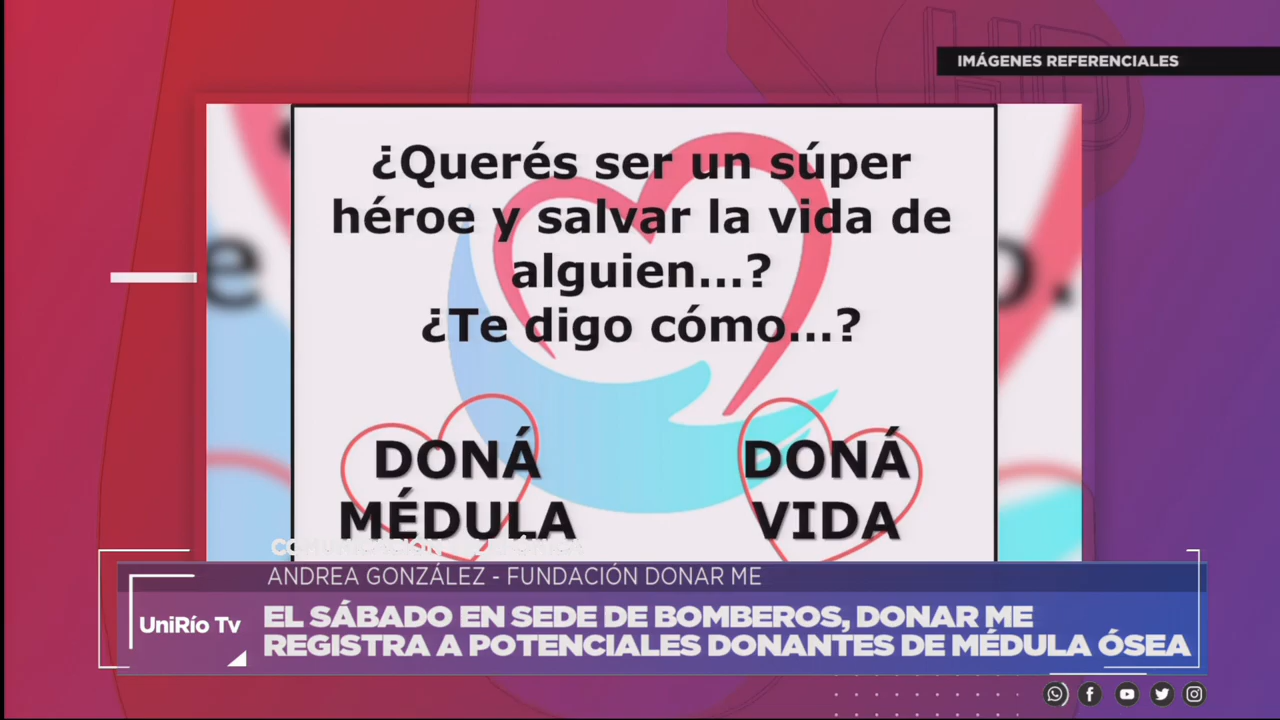 IMÁGENES REFERENCIALES
¿Querés ser un súper
héroe y salvar la vida de
alguien...?
¿Te digo cómo...?
DONÁ
MÉDULA
DONÁ
VIDA
ANDREA GONZÁLEZ - FUNDACIÓN DONAR ME
UniRío Tv
EL SÁBADO EN SEDE DE BOMBEROS, DONAR ME
REGISTRA A POTENCIALES DONANTES DE MÉDULA ÓSEA